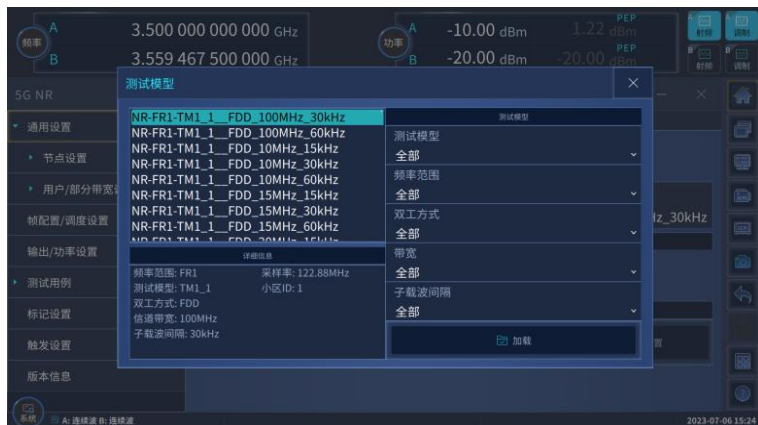 频率
A
3.500 000 000 000 GHz
功率
A
-10.00 dBm
1.22 dBm
PEP
A
射频
A
调制
B
3.559 467 500 000 GHz
B
-20.00 dBm
-20.00 dBm
PEP
B
射频
B
调制
5G NR
测试模型
通用设置
节点设置
用户/部分带宽
帧配置/调度设置
输出/功率设置
测试用例
标记设置
触发设置
版本信息
NR-FR1-TM1_1__FDD_100MHz_30kHz
NR-FR1-TM1_1__FDD_100MHz_60kHz
NR-FR1-TM1_1__FDD_10MHz_15kHz
NR-FR1-TM1_1__FDD_10MHz_30kHz
NR-FR1-TM1_1__FDD_10MHz_60kHz
NR-FR1-TM1_1__FDD_15MHz_15kHz
NR-FR1-TM1_1__FDD_15MHz_30kHz
NR-FR1-TM1_1__FDD_15MHz_60kHz
NR-FR1-TM1_1__FDD_20MHz_15kHz
详细信息
频率范围: FR1
采样率: 122.88MHz
测试模型: TM1_1
小区ID: 1
双工方式: FDD
信道带宽: 100MHz
子载波间隔: 30kHz
测试模型
测试模型
全部
频率范围
全部
双工方式
全部
带宽
全部
子载波间隔
全部
加载
Iz_30kHz
置
系统
A: 连续波 B: 连续波
2023-07-06 15:24